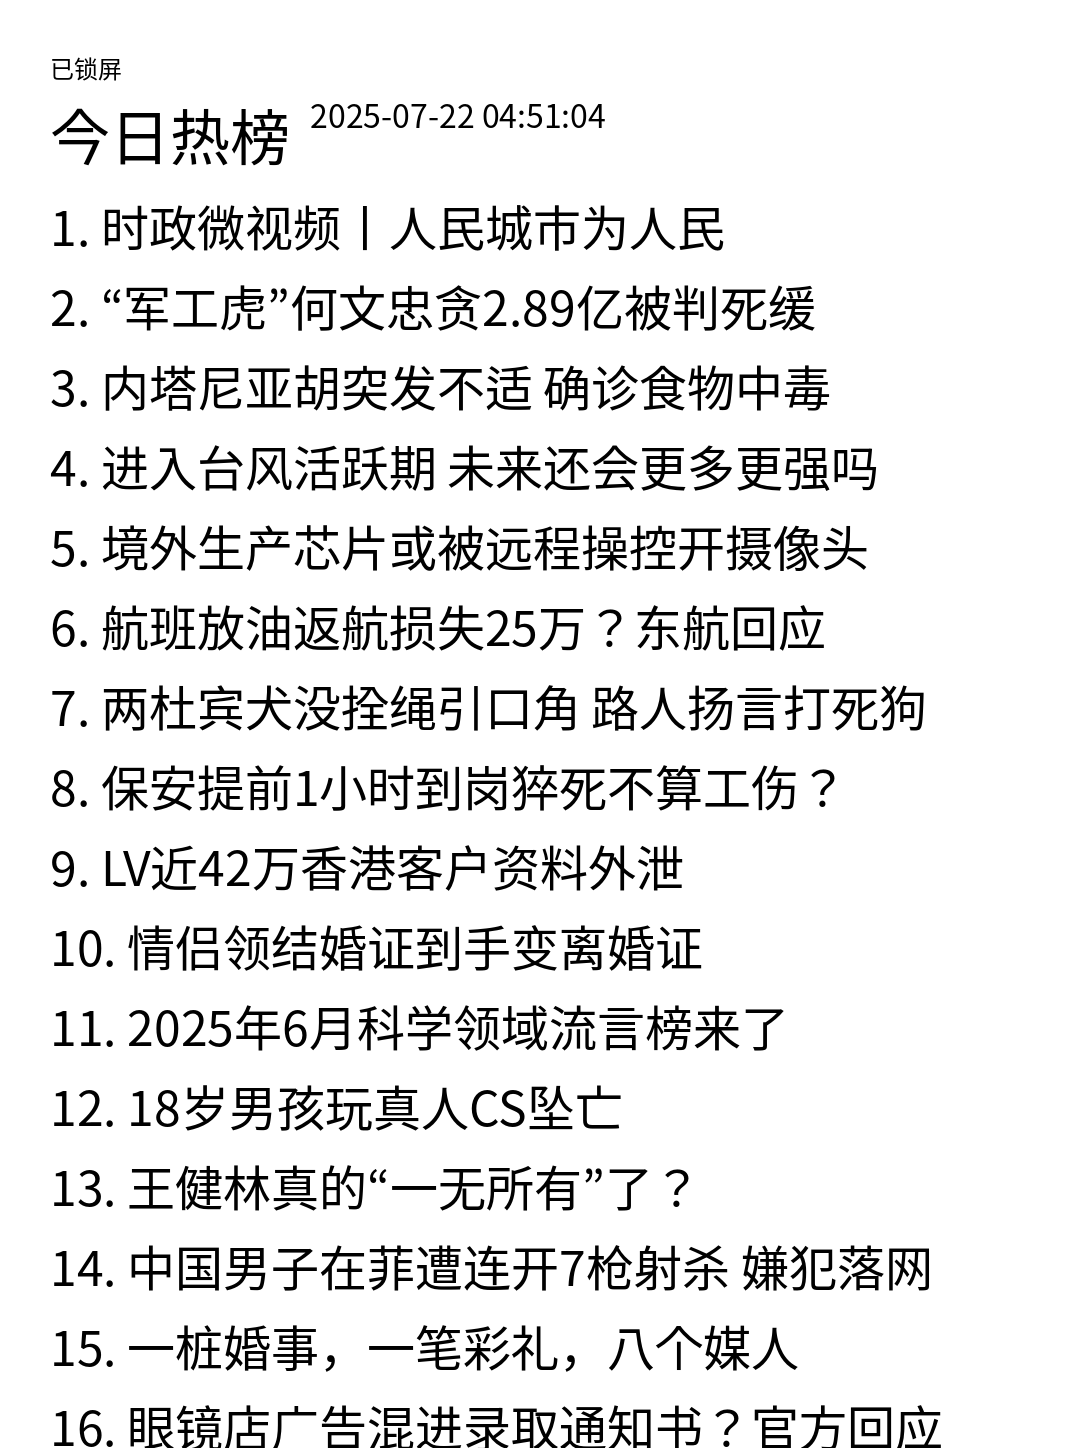 已锁屏
今日热榜 2025-07-22 04:51:04
1. 时政微视频丨人民城市为人民
2. “军工虎”何文忠贪2.89亿被判死缓
3. 内塔尼亚胡突发不适 确诊食物中毒
4. 进入台风活跃期 未来还会更多更强吗
5. 境外生产芯片或被远程操控开摄像头
6. 航班放油返航损失25万？东航回应
7. 两杜宾犬没拴绳引口角 路人扬言打死狗
8. 保安提前1小时到岗猝死不算工伤？
9. LV近42万香港客户资料外泄
10. 情侣领结婚证到手变离婚证
11. 2025年6月科学领域流言榜来了
12. 18岁男孩玩真人CS坠亡
13. 王健林真的“一无所有”了？
14. 中国男子在菲遭连开7枪射杀 嫌犯落网
15. 一桩婚事，一笔彩礼，八个媒人
16. 眼镜店广告混进录取通知书？官方回应